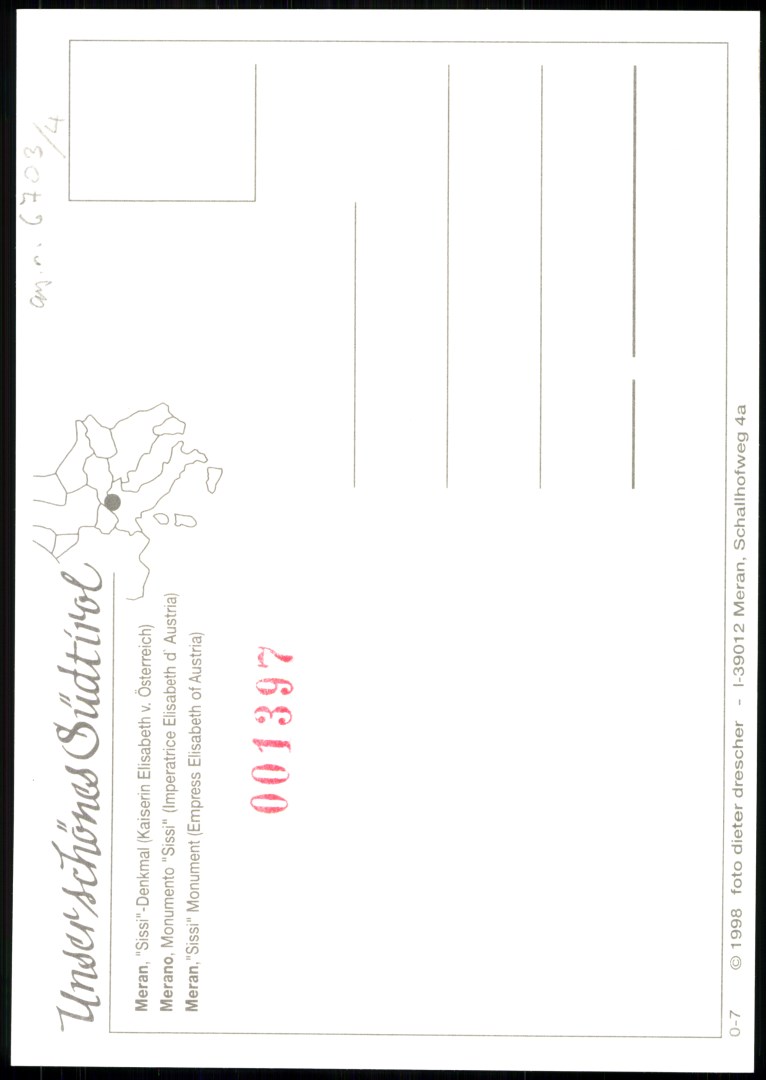 Unser schönes Südtirol
Meran, "Sissi"-Denkmal (Kaiserin Elisabeth v. Österreich)
Merano, Monumento "Sissi" (Imperatrice Elisabeth d' Austria)
Meran, "Sissi" Monument (Empress Elisabeth of Austria)
001397
6703/4
0-7 © 1998 foto dieter drescher - I-39012 Meran, Schallhofweg 4a